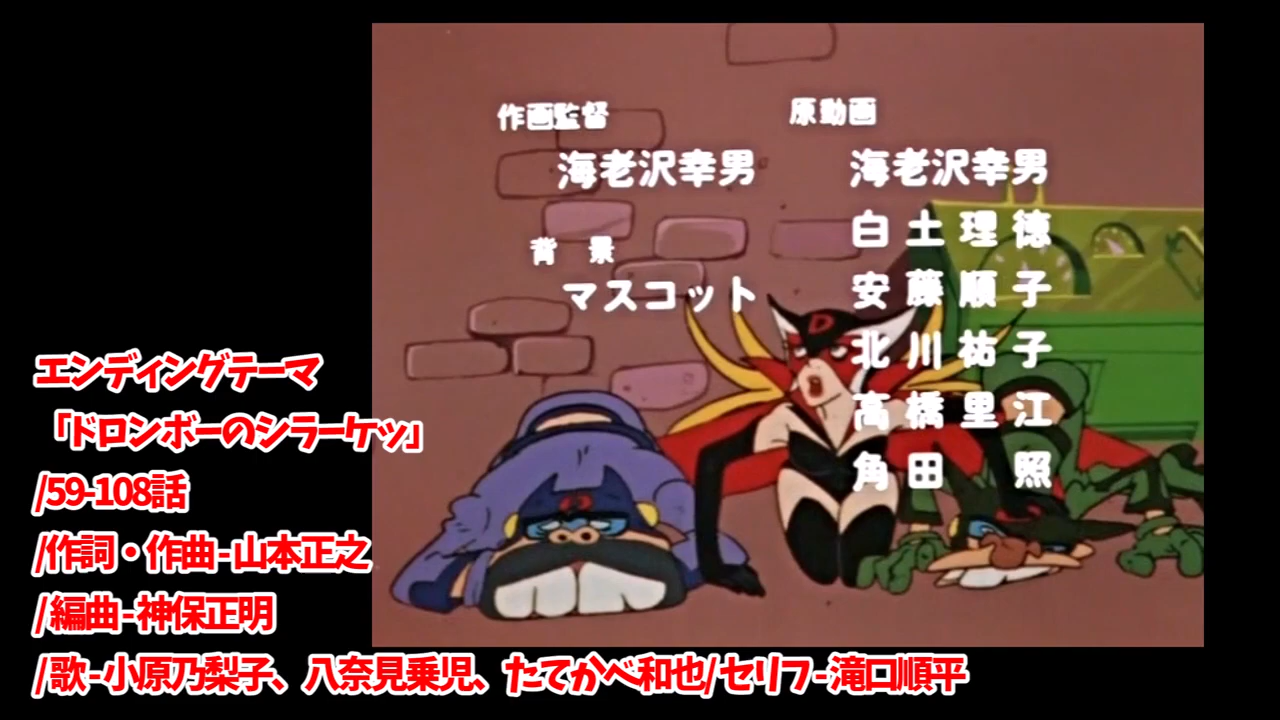 作画監督
海老沢幸男
背景
マスコット
原動画
海老沢幸男
白土理徳
安藤順子
北川祐子
高橋里江
角田 照
D
エンディングテーマ
「ドロンボーのシラーケッ」
/59-108話
/作詞・作曲-山本正之
/編曲-神保正明
/歌-小原乃梨子、八奈見乗児、たてかべ和也/セリフ-滝口順平